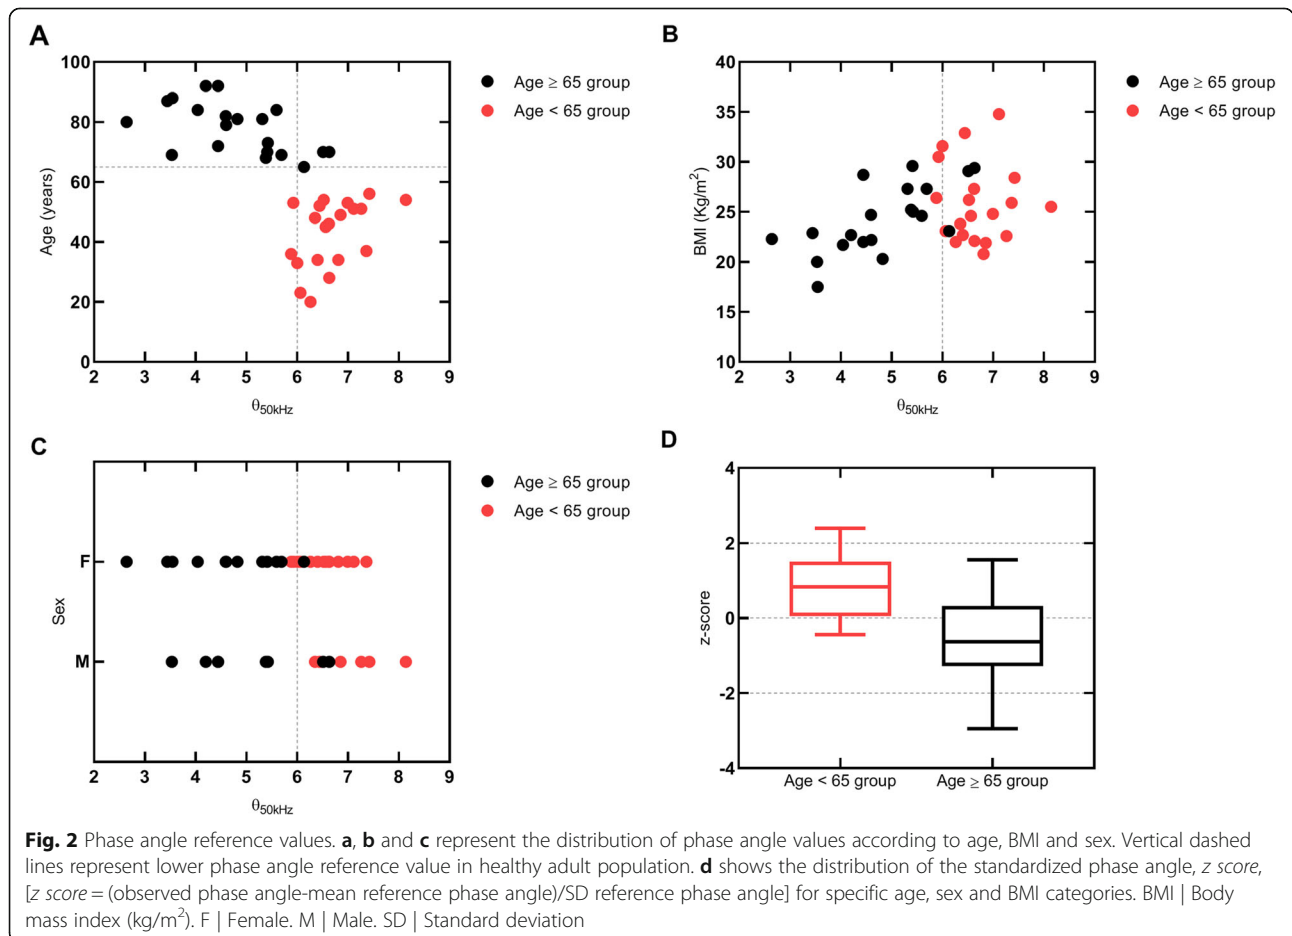 A
100
80
60
40
20
0
Age (years)
2 3 4 5 6 7 8 9
θ50kHz
Age ≥ 65 group
Age < 65 group
B
40
35
30
25
20
15
10
BMI (Kg/m2)
2 3 4 5 6 7 8 9
θ50kHz
Age ≥ 65 group
Age < 65 group
C
F
M
Sex
2 3 4 5 6 7 8 9
θ50kHz
Age ≥ 65 group
Age < 65 group
D
4
2
0
-2
-4
z-score
Age < 65 group Age ≥ 65 group
Fig. 2 Phase angle reference values. a, b and c represent the distribution of phase angle values according to age, BMI and sex. Vertical dashed
lines represent lower phase angle reference value in healthy adult population. d shows the distribution of the standardized phase angle, z score,
[z score = (observed phase angle-mean reference phase angle)/SD reference phase angle] for specific age, sex and BMI categories. BMI | Body
mass index (kg/m2). F | Female. M | Male. SD | Standard deviation